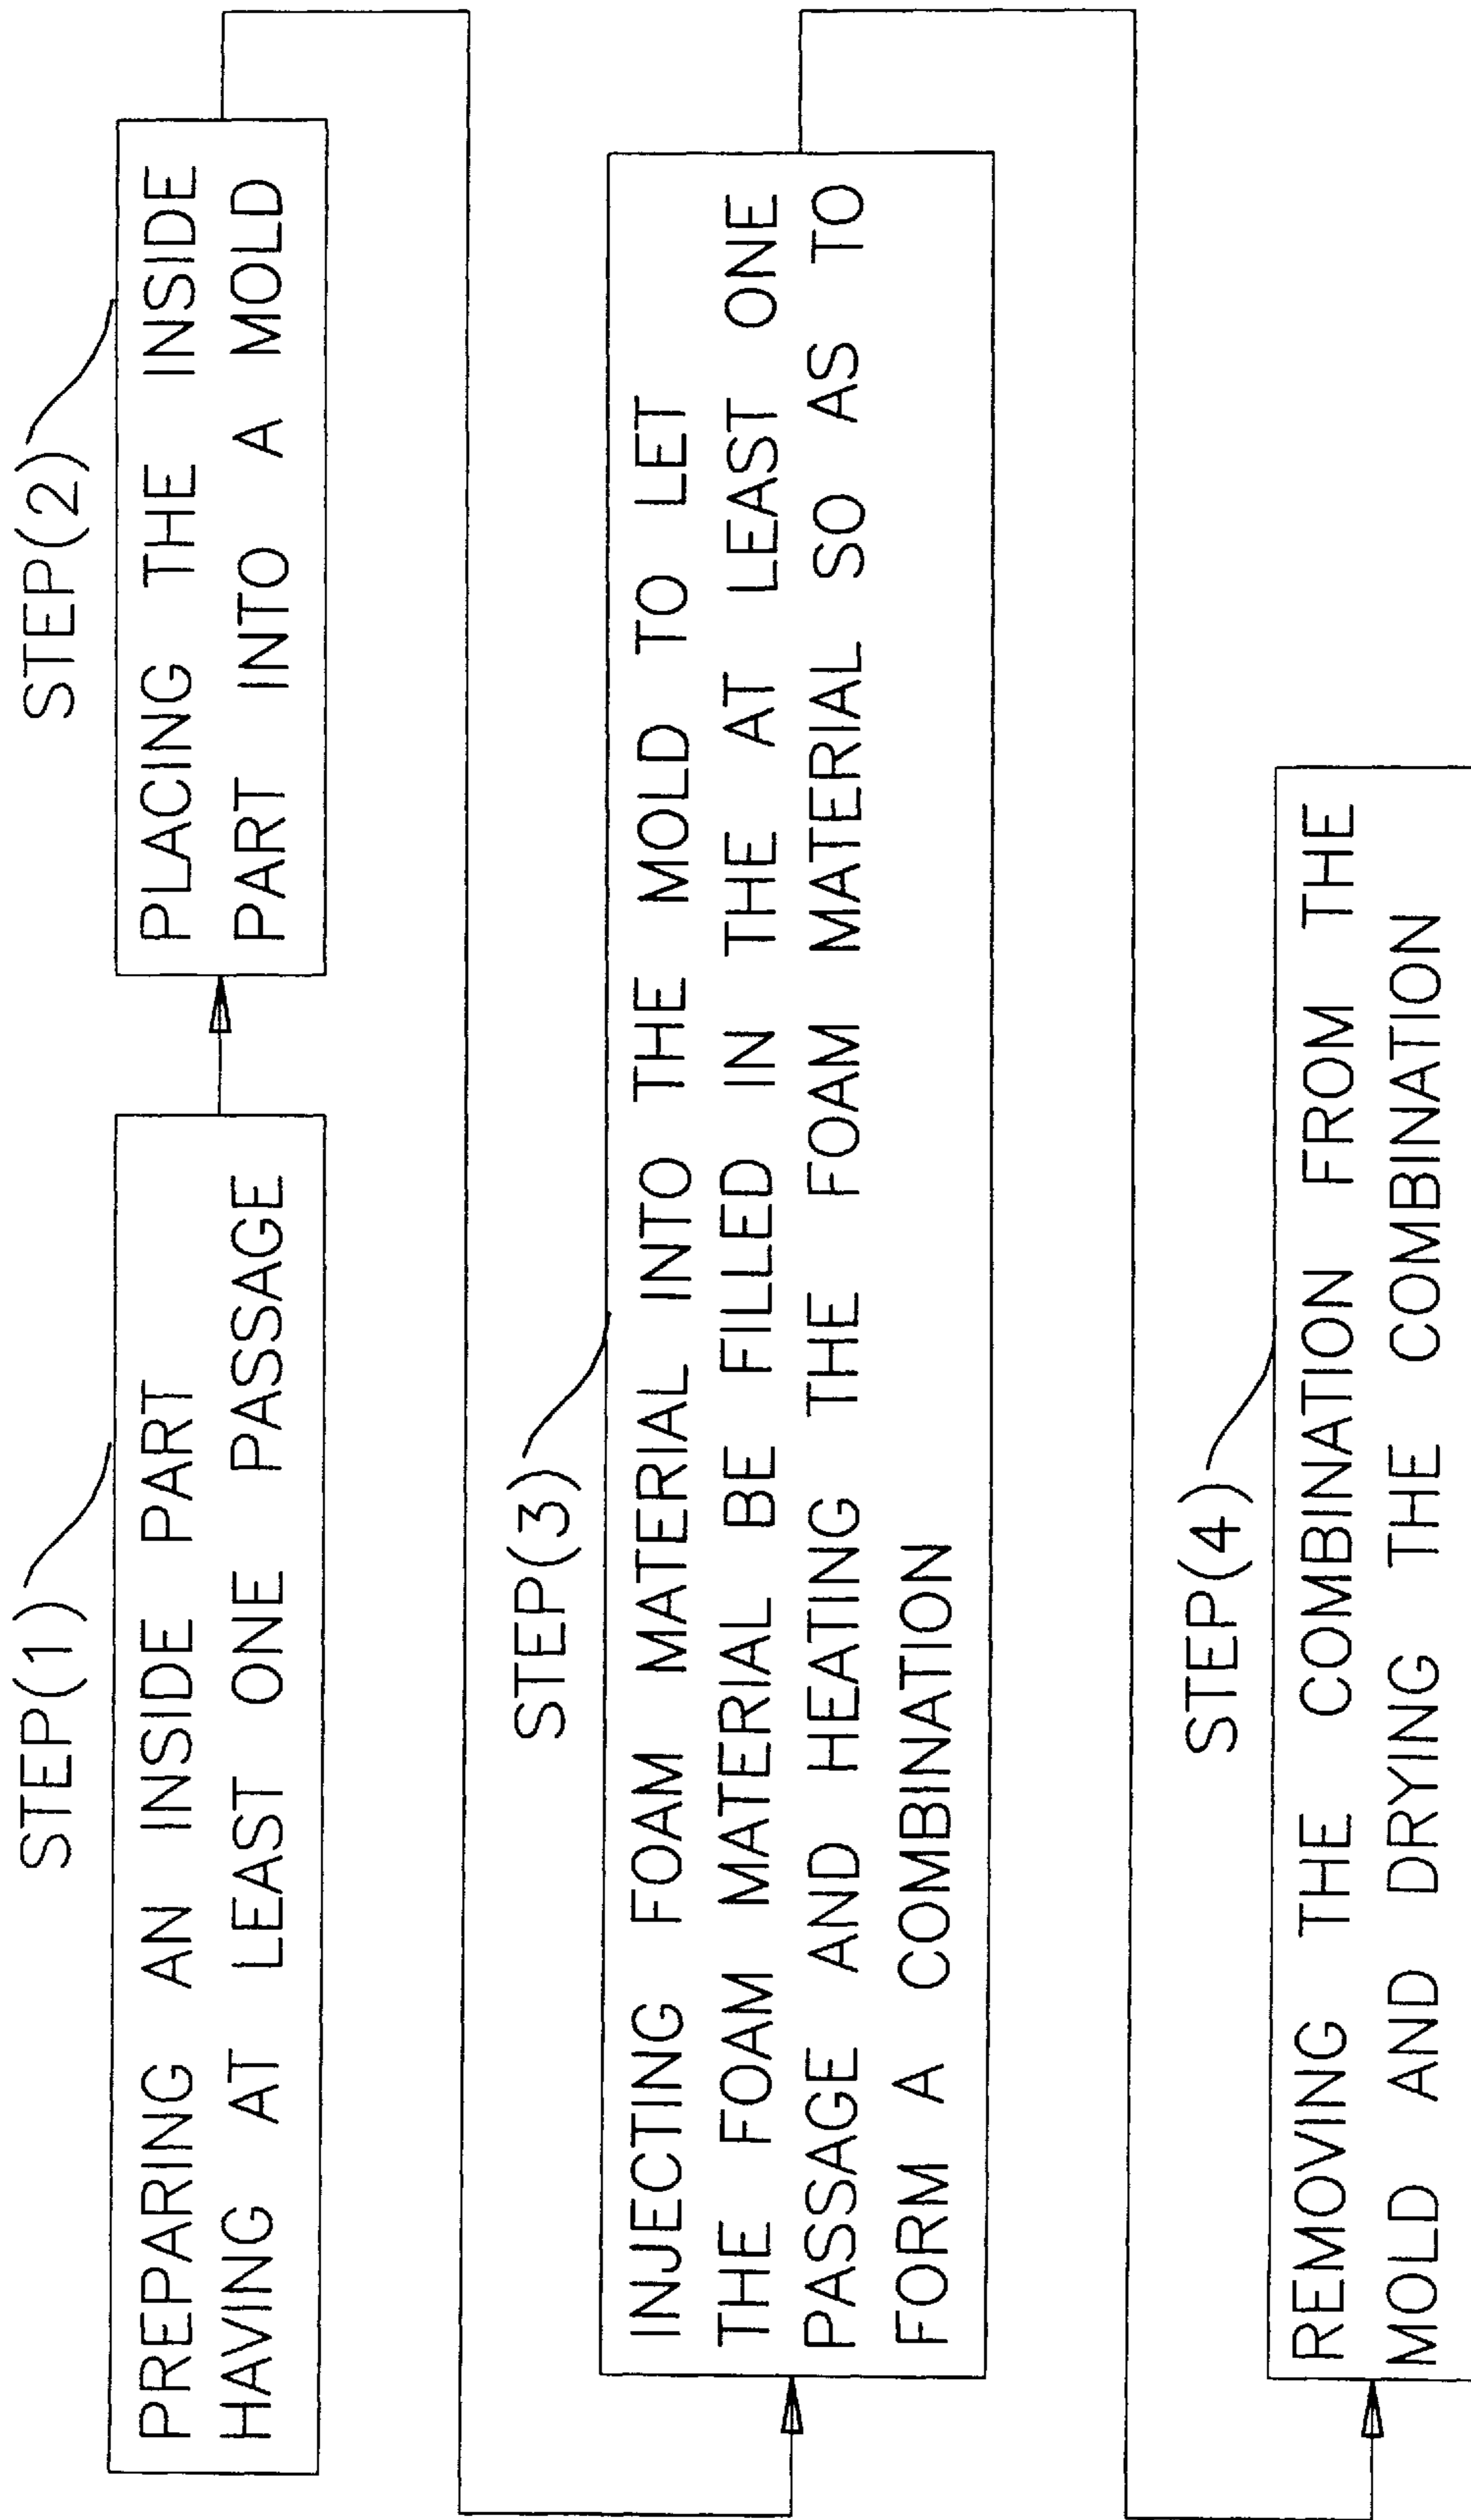 STEP(1)
PREPARING AN INSIDE PART
HAVING AT LEAST ONE PASSAGE
STEP(2)
PLACING THE INSIDE
PART INTO A MOLD
STEP(3)
INJECTING FOAM MATERIAL INTO THE MOLD TO LET
THE FOAM MATERIAL BE FILLED IN THE AT LEAST ONE
PASSAGE AND HEATING THE FOAM MATERIAL SO AS TO
FORM A COMBINATION
STEP(4)
REMOVING THE COMBINATION FROM THE
MOLD AND DRYING THE COMBINATION